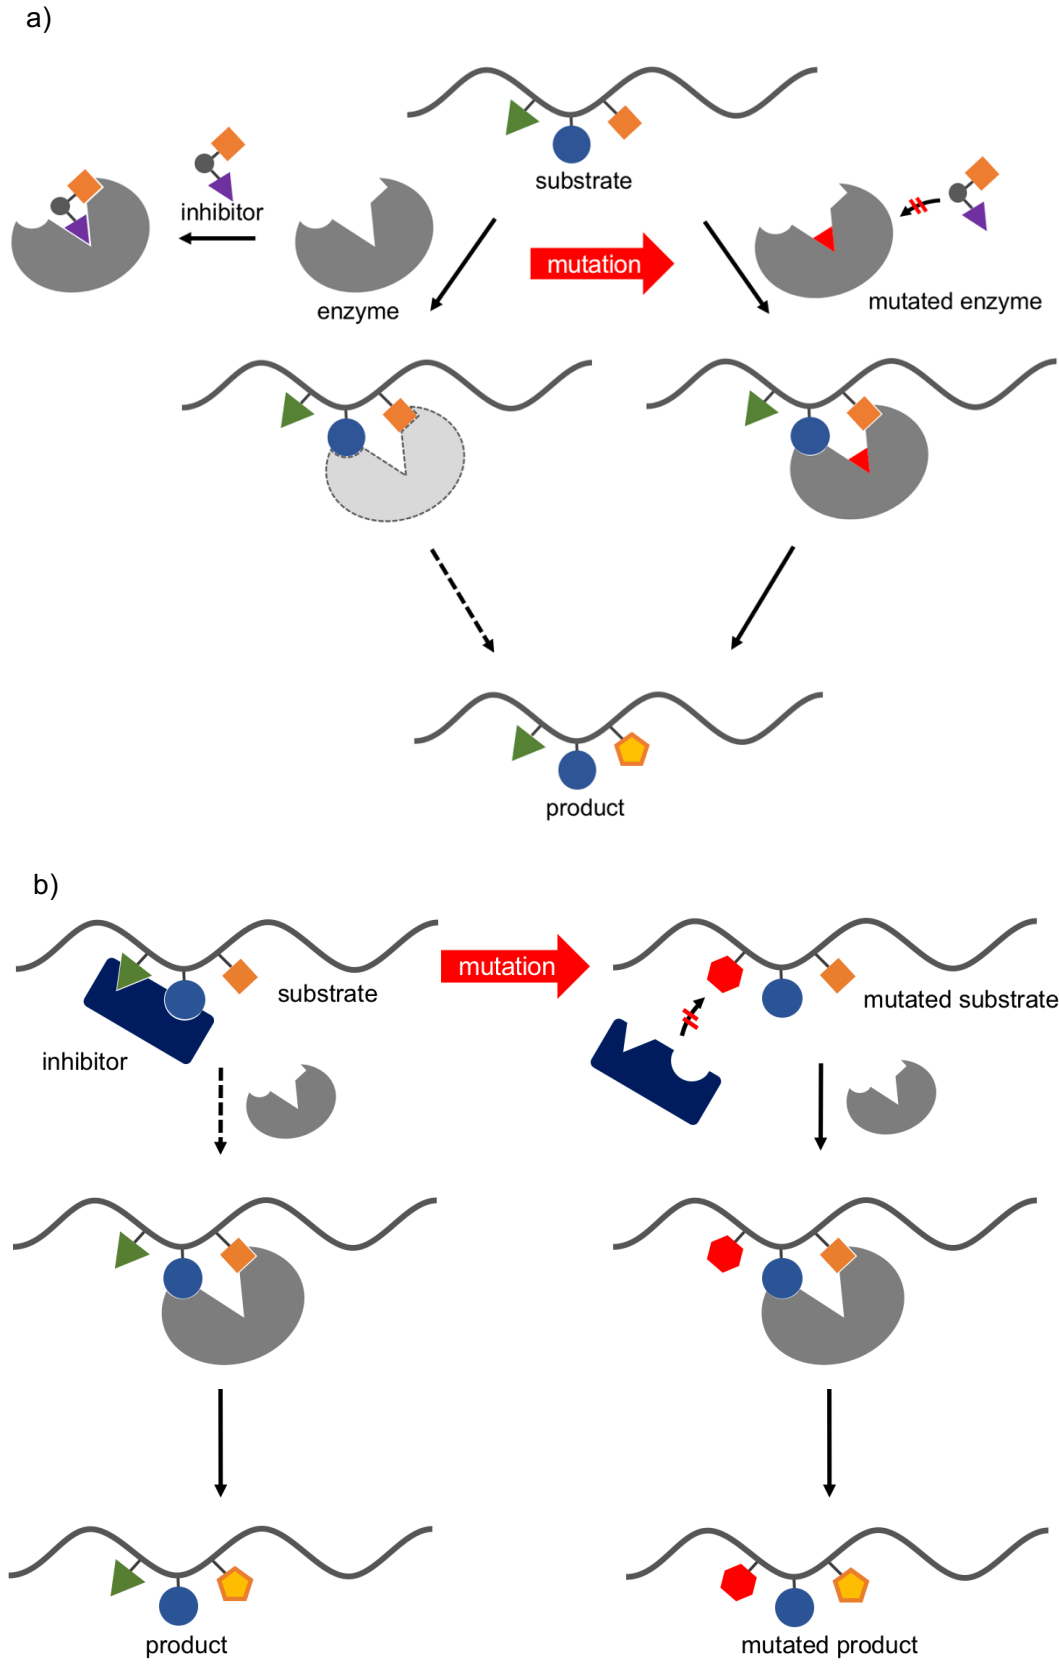 a)
substrate
inhibitor
mutation
enzyme
mutated enzyme
product
b)
mutation
substrate
mutated substrate
inhibitor
product
mutated product